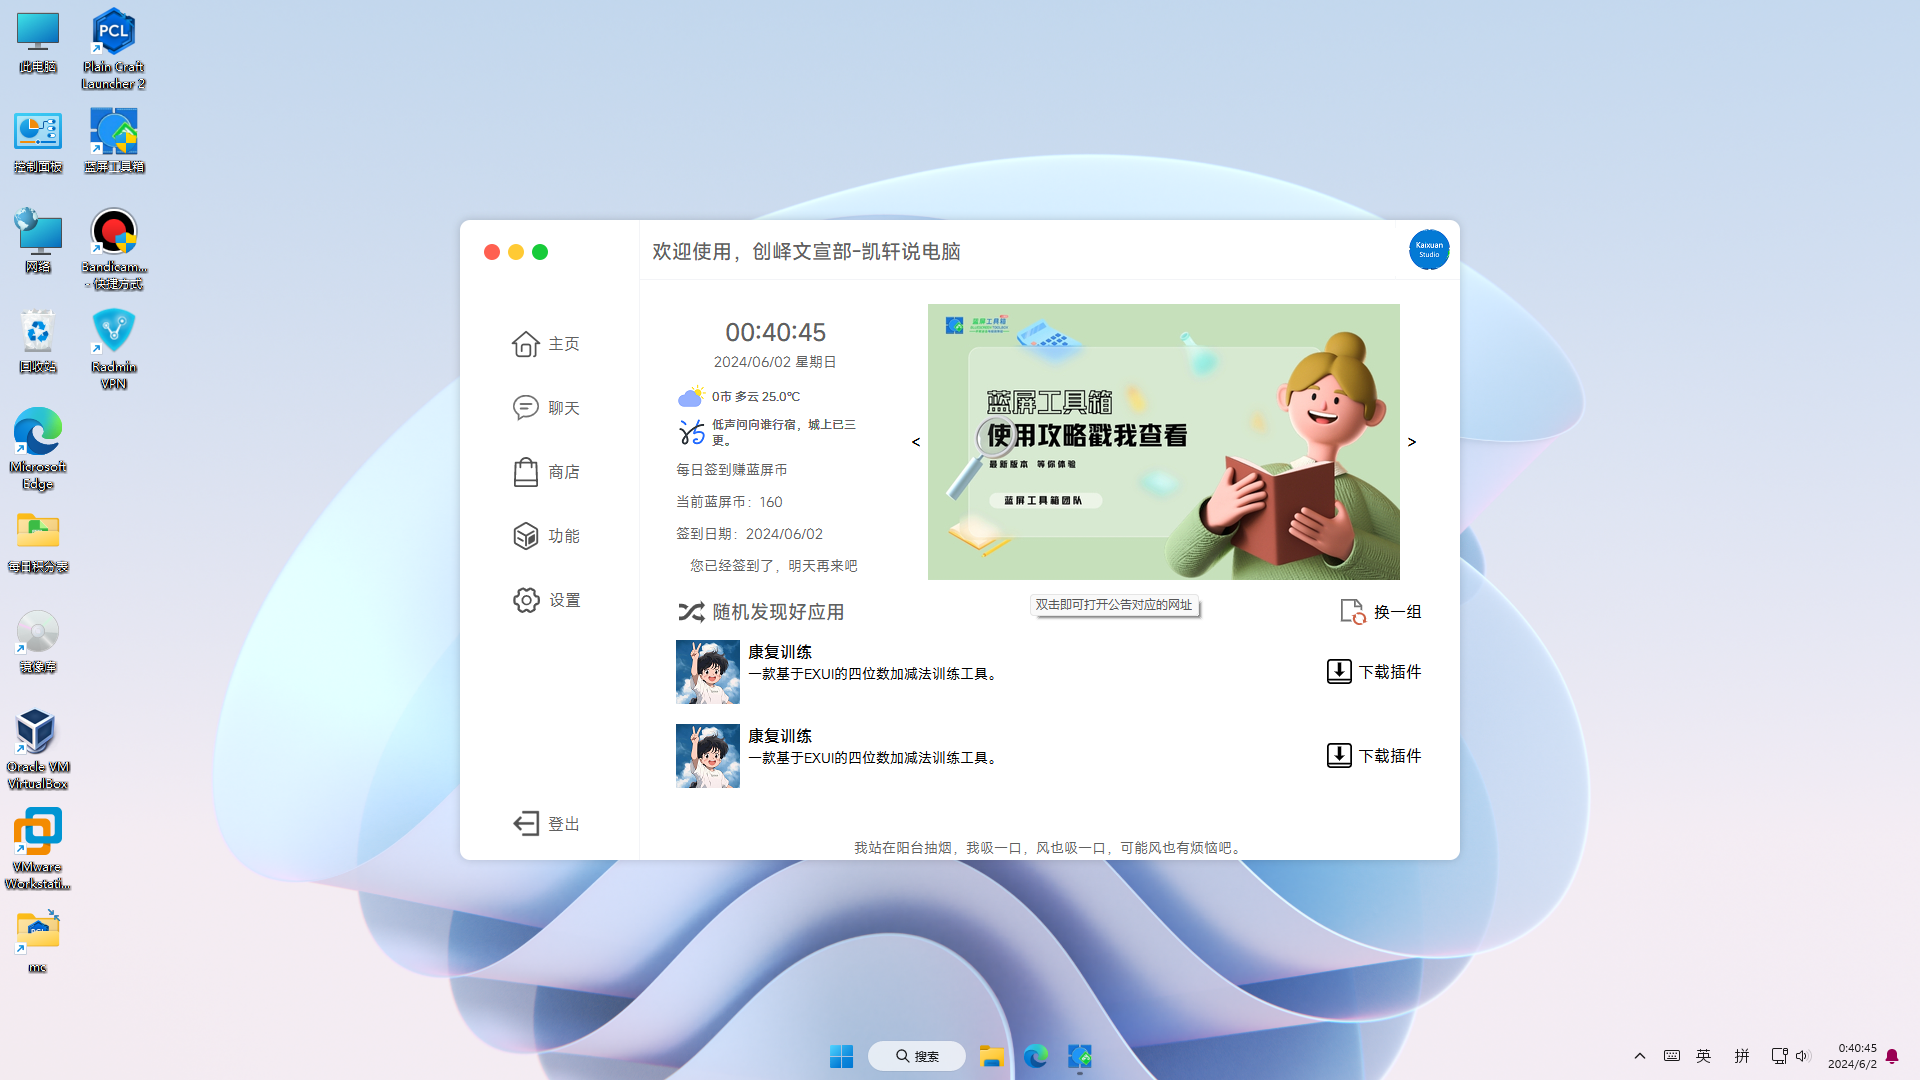 此电脑
PCL
Plain Craft
Launcher 2
控制面板
蓝屏工具箱
网络
Bandicam...
- 快捷方式
回收站
Radmin
VPN
Microsoft
Edge
每日积分表
镜像库
Oracle VM
VirtualBox
VMware
Workstati...
mc
欢迎使用，创峄文宣部-凯轩说电脑
Kaixuan
Studio
主页
聊天
商店
功能
设置
登出
00:40:45
2024/06/02 星期日
0市 多云 25.0℃
低声问向谁行宿，城上已三
更。
每日签到赚蓝屏币
当前蓝屏币：160
签到日期：2024/06/02
您已经签到了，明天再来吧
<
蓝屏工具箱
蓝屏工具箱
使用攻略戳我查看
最新版本 等你体验
蓝屏工具箱团队
>
双击即可打开公告对应的网址
随机发现好应用
换一组
康复训练
一款基于EXUI的四位数加减法训练工具。
下载插件
康复训练
一款基于EXUI的四位数加减法训练工具。
下载插件
我站在阳台抽烟，我吸一口，风也吸一口，可能风也有烦恼吧。
搜索
英
拼
0:40:45
2024/6/2